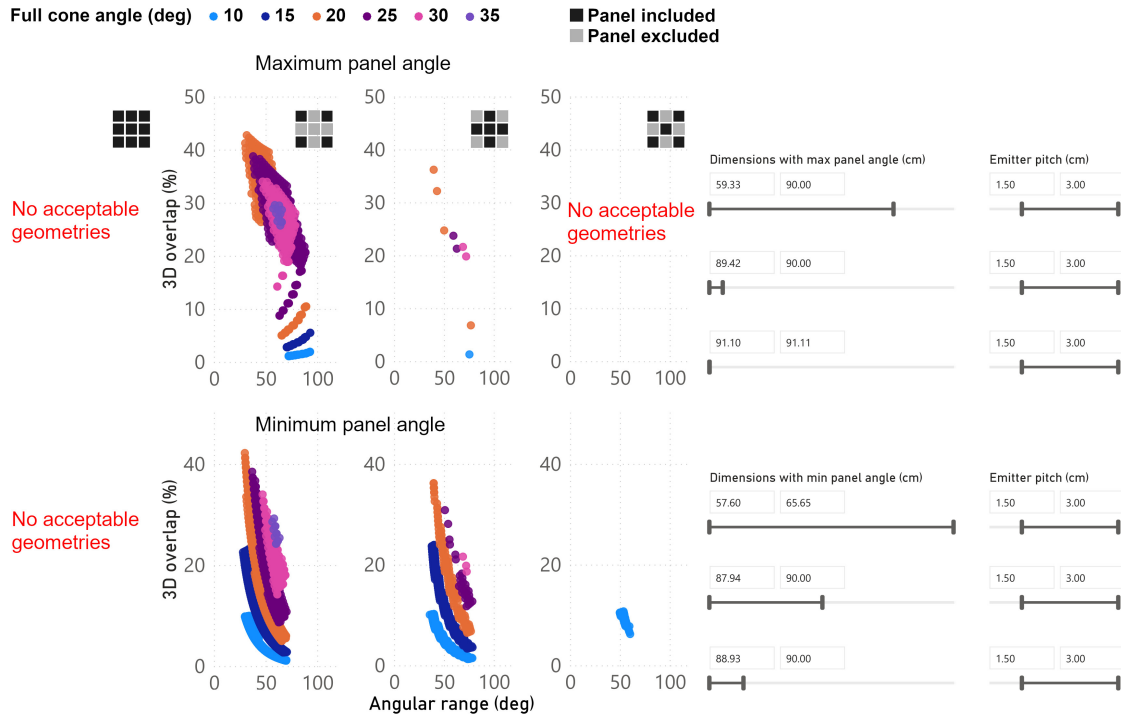 Full cone angle (deg) 10 15 20 25 30 35
Panel included
Panel excluded
Maximum panel angle
50 50 50
40 40 40
30 30 30
20 20 20
10 10 10
0 0 0
0 50 100 0 50 100 0 50 100
3D overlap (%)
No acceptable
geometries
No acceptable
geometries
Dimensions with max panel angle (cm) Emitter pitch (cm)
59.33 90.00 1.50 3.00
89.42 90.00 1.50 3.00
91.10 91.11 1.50 3.00
Minimum panel angle
40 40 40
20 20 20
0 0 0
0 50 100 0 50 100 0 50 100
3D overlap (%)
Angular range (deg)
No acceptable
geometries
Dimensions with min panel angle (cm) Emitter pitch (cm)
57.60 65.65 1.50 3.00
87.94 90.00 1.50 3.00
88.93 90.00 1.50 3.00